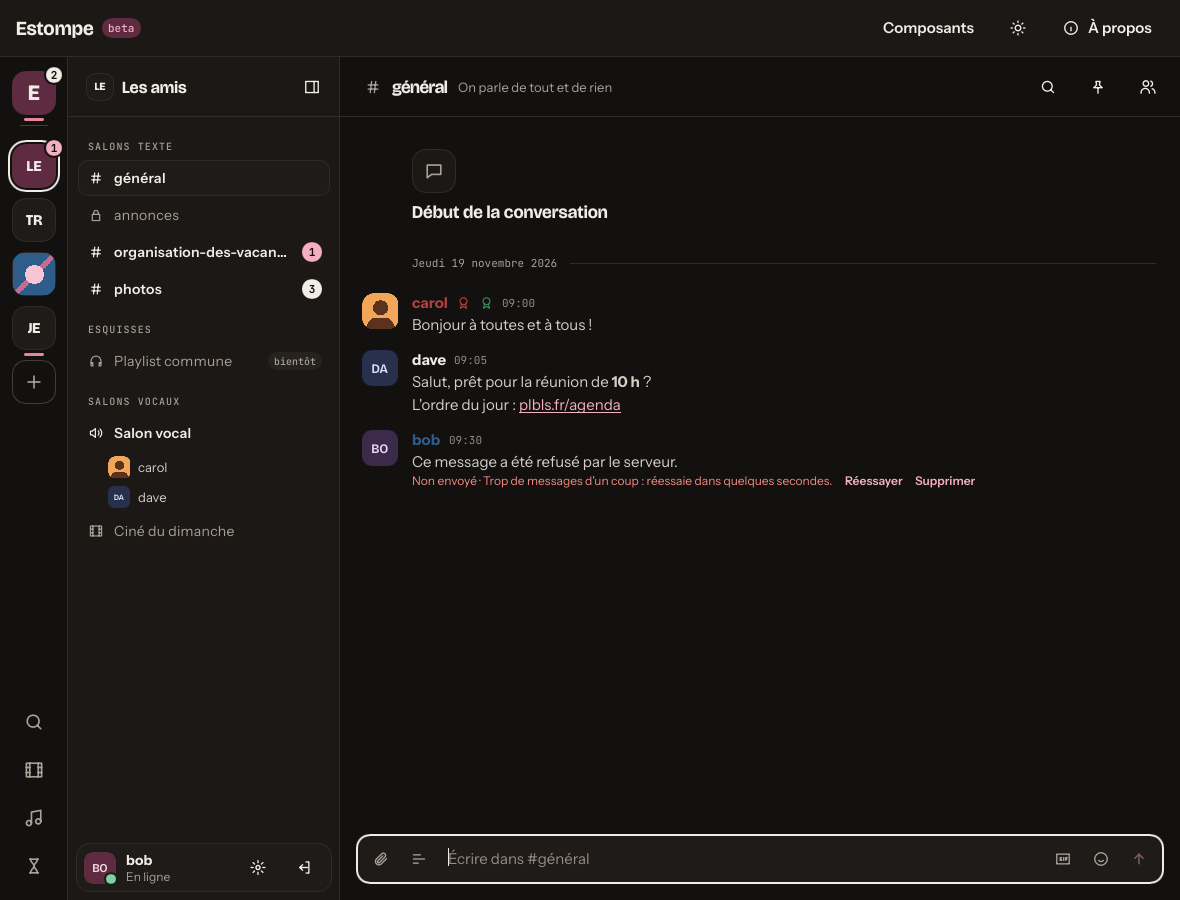 Estompe beta
Composants
À propos
E 2
LE 1
TR
JE
LE Les amis
SALONS TEXTE
# général
annonces
# organisation-des-vacan… 1
# photos 3
ESQUISSES
Playlist commune bientôt
SALONS VOCAUX
Salon vocal
carol
DA dave
Ciné du dimanche
BO bob
En ligne
# général On parle de tout et de rien
Début de la conversation
Jeudi 19 novembre 2026
carol 09:00
Bonjour à toutes et à tous !
DA dave 09:05
Salut, prêt pour la réunion de 10 h ?
L'ordre du jour : plbls.fr/agenda
BO bob 09:30
Ce message a été refusé par le serveur.
Non envoyé · Trop de messages d'un coup : réessaie dans quelques secondes. Réessayer Supprimer
Écrire dans #général
GIF